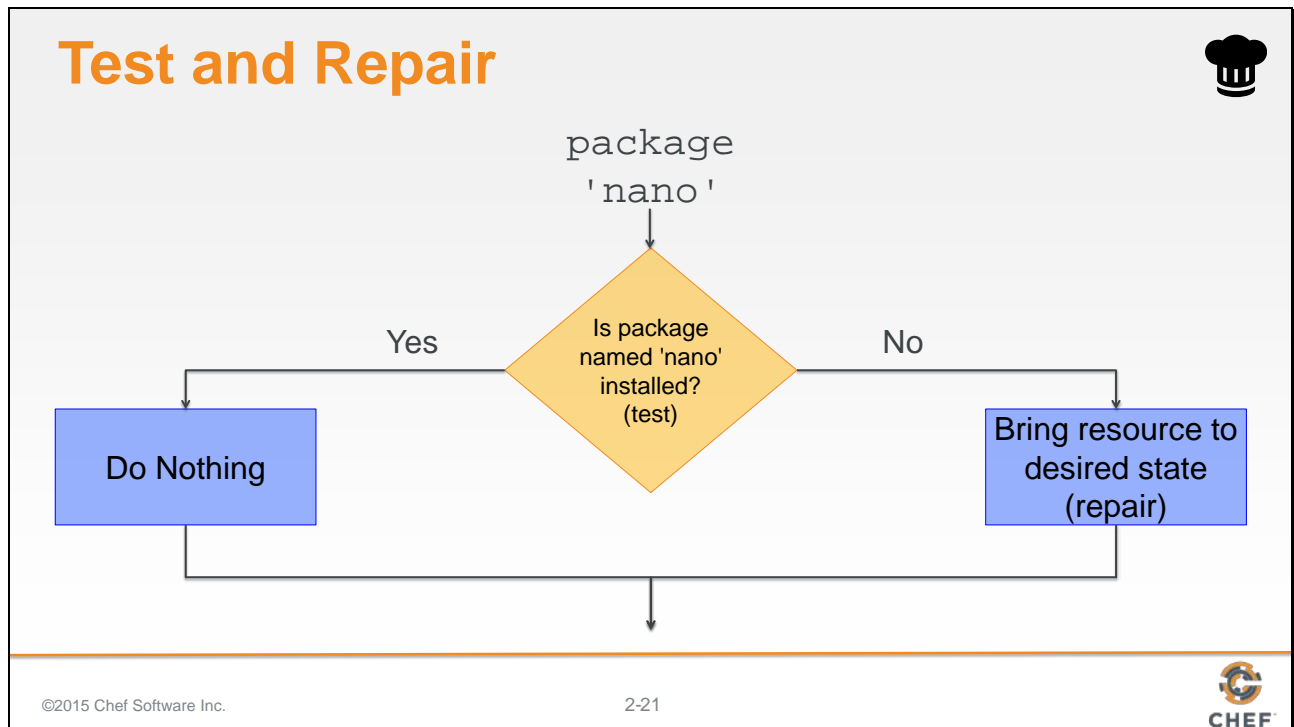 Test and Repair
package
'nano'
Yes
Is package
named 'nano'
installed?
(test)
No
Do Nothing
Bring resource to
desired state
(repair)
©2015 Chef Software Inc.
2-21
CHEF